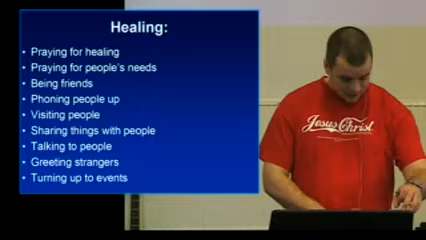 Healing:
• Praying for healing
• Praying for people's needs
• Being friends
• Phoning people up
• Visiting people
• Sharing things with people
• Talking to people
• Greeting strangers
• Turning up to events
Jesus Christ